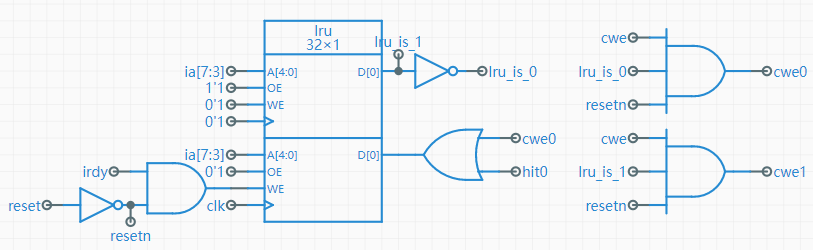 lru
32×1
lru_is_1
ia[7:3]
A[4:0]
D[0]
lru_is_0
1'1
OE
0'1
WE
0'1
ia[7:3]
A[4:0]
D[0]
cwe0
0'1
OE
hit0
irdy
WE
reset
clk
resetn
cwe
lru_is_0
cwe0
resetn
cwe
lru_is_1
cwe1
resetn